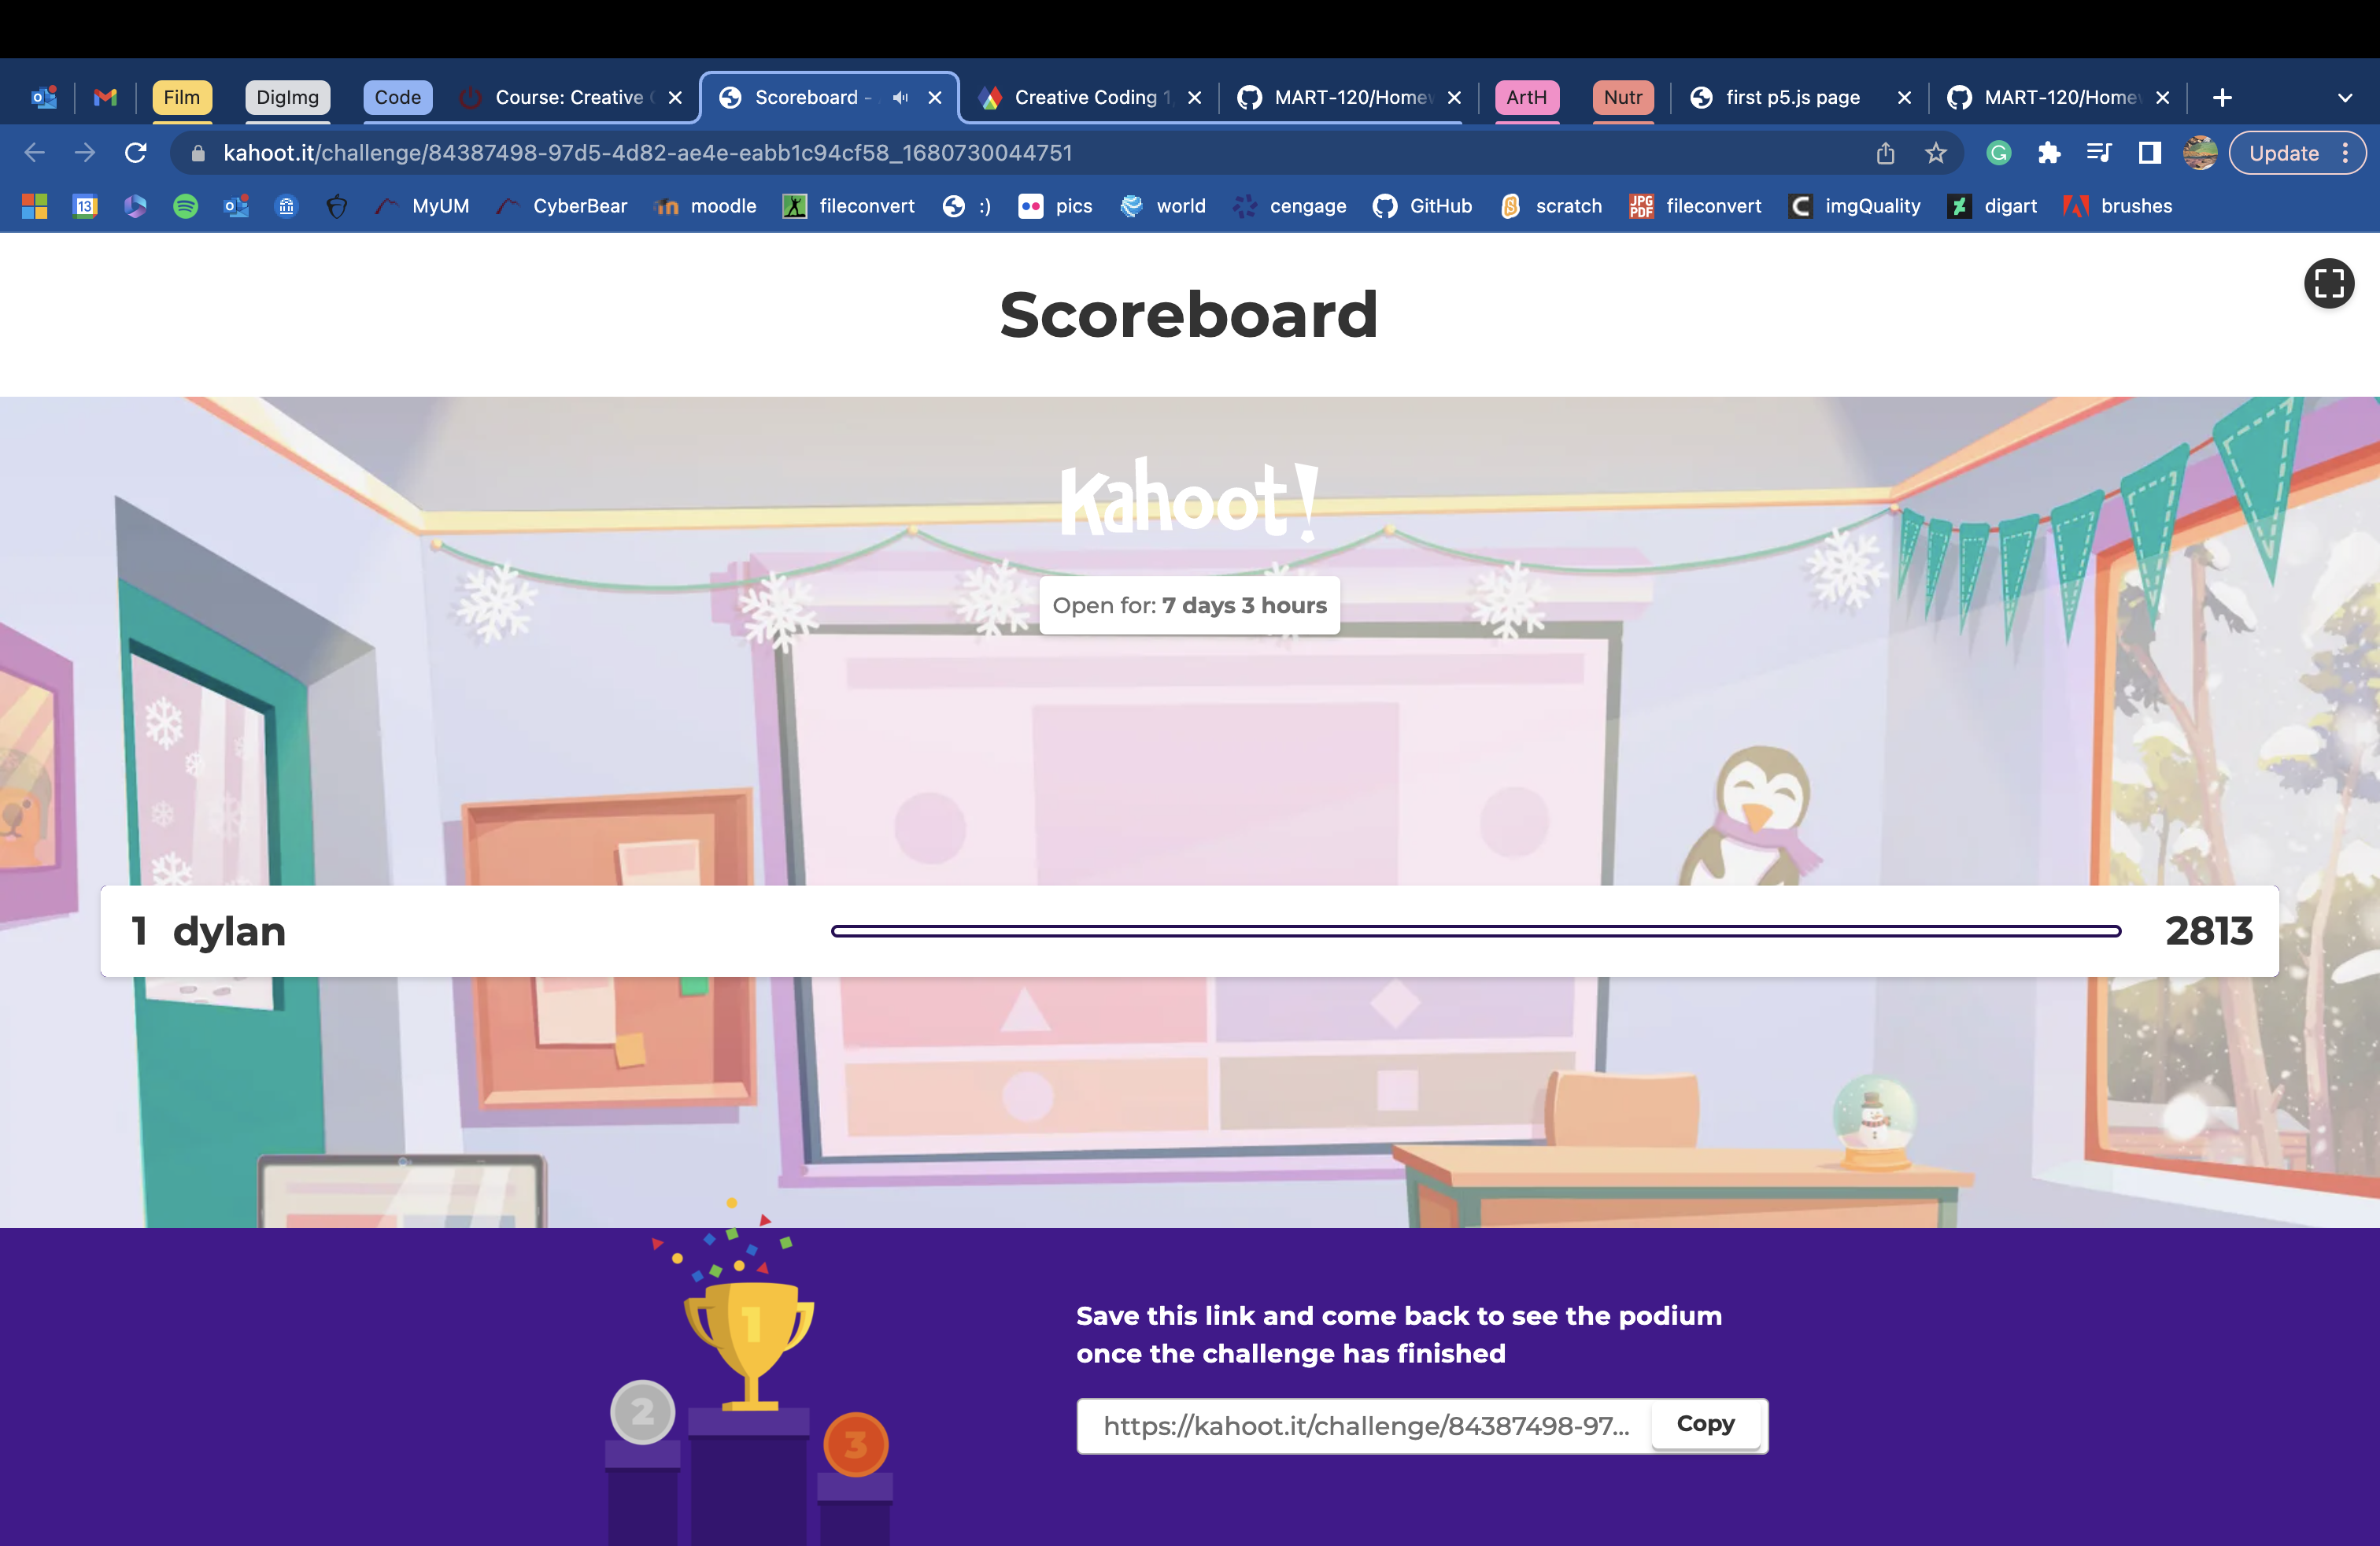 Film
DigImg
Code
Course: Creative
Scoreboard -
Creative Coding 1
MART-120/Home
ArtH
Nutr
first p5.js page
MART-120/Home
kahoot.it/challenge/84387498-97d5-4d82-ae4e-eabb1c94cf58_1680730044751
Update
13
MyUM
CyberBear
moodle
fileconvert
:)
pics
world
cengage
GitHub
scratch
JPG
PDF
fileconvert
imgQuality
digart
brushes
Scoreboard
Kahoot!
Open for: 7 days 3 hours
1 dylan 2813
1
2
3
Save this link and come back to see the podium
once the challenge has finished
https://kahoot.it/challenge/84387498-97...
Copy